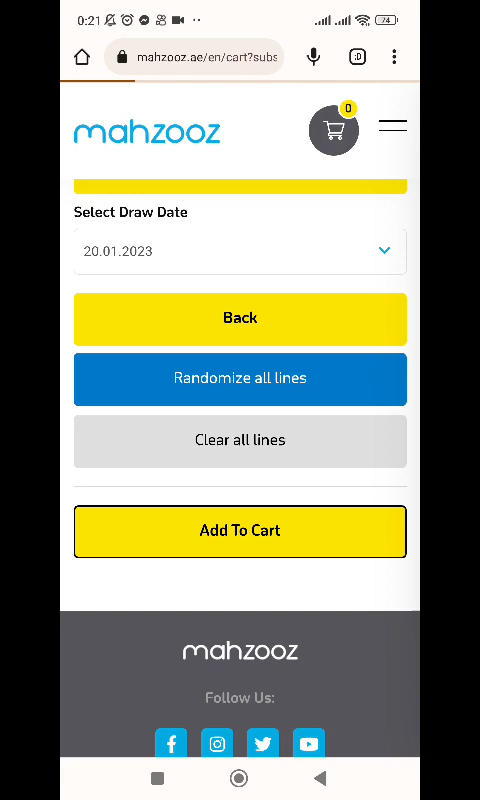 0:21
74
mahzooz.ae/en/cart?subs
:D
mahzooz
0
Select Draw Date
20.01.2023
Back
Randomize all lines
Clear all lines
Add To Cart
mahzooz
Follow Us: